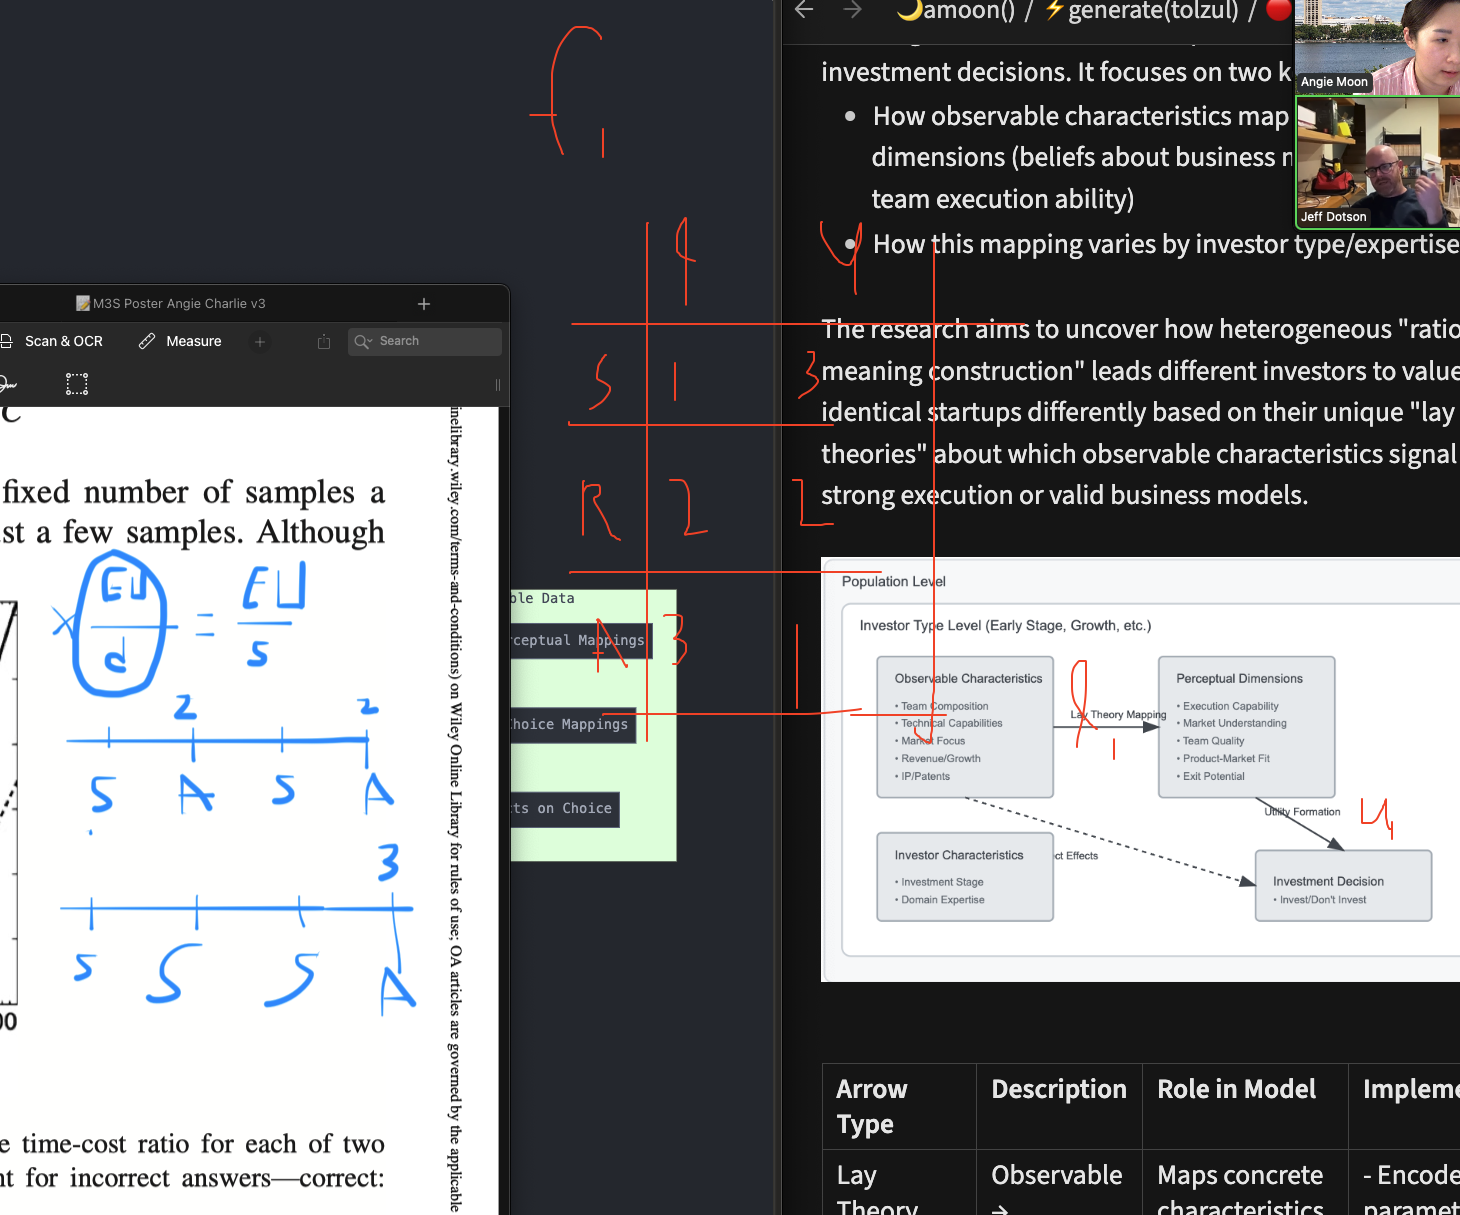 🌙amoon() / ⚡generate(tolzul) / 🔴
investment decisions. It focuses on two k
• How observable characteristics map
dimensions (beliefs about business
team execution ability)
• How this mapping varies by investor type/expertise
The research aims to uncover how heterogeneous "ratio
meaning construction" leads different investors to value
identical startups differently based on their unique "lay
theories" about which observable characteristics signal
strong execution or valid business models.
Angie Moon
Jeff Dotson
M3S Poster Angie Charlie v3
Scan & OCR
Measure
Search
fixed number of samples a
st a few samples. Although
EU
d
=
EU
s
2
2
S A S A
3
S S S A
00
e time-cost ratio for each of two
nt for incorrect answers—correct:
inelibrary.wiley.com/terms-and-conditions) on Wiley Online Library for rules of use; OA articles are governed by the applicable
S 1 3
R 2 2
A 3 1
ble Data
rceptual Mappings
Choice Mappings
cts on Choice
Population Level
Investor Type Level (Early Stage, Growth, etc.)
Observable Characteristics
• Team Composition
• Technical Capabilities
• Market Focus
• Revenue/Growth
• IP/Patents
Lay Theory Mapping
Perceptual Dimensions
• Execution Capability
• Market Understanding
• Team Quality
• Product-Market Fit
• Exit Potential
Utility Formation
Investor Characteristics
• Investment Stage
• Domain Expertise
ct Effects
Investment Decision
• Invest/Don't Invest
Arrow Type
Description
Role in Model
Impleme
Lay Theory
Observable →
Maps concrete characteristics
- Encode paramet